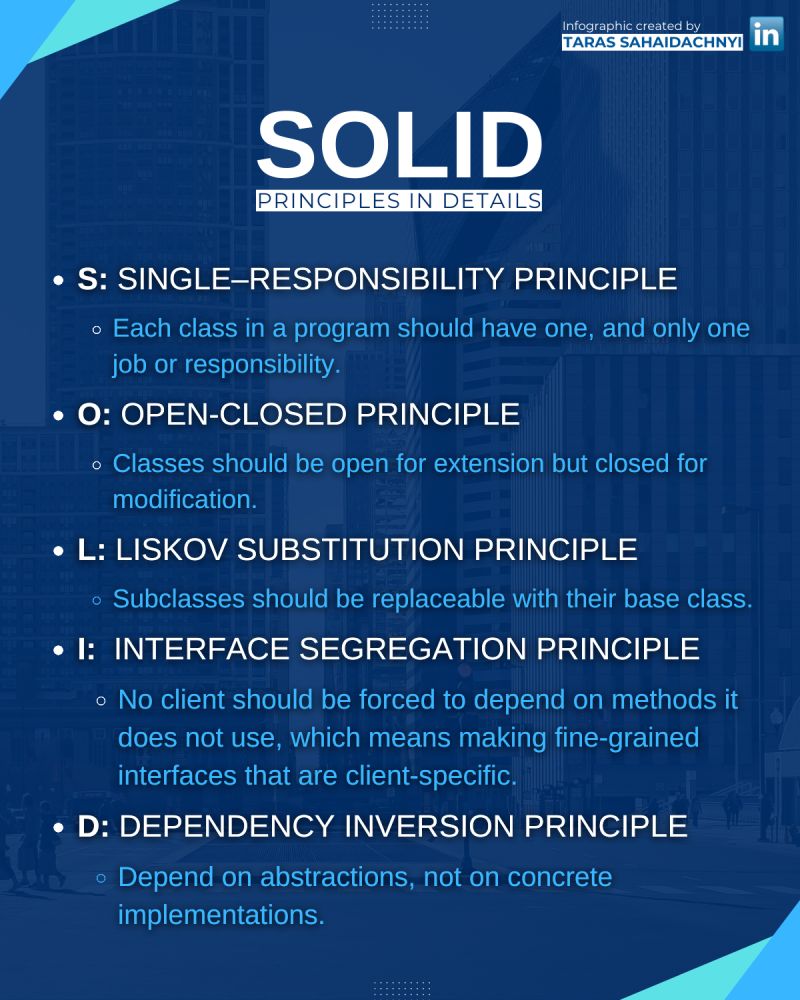 Infographic created by
TARAS SAHAIDACHNYI
in
SOLID
PRINCIPLES IN DETAILS
• S: SINGLE–RESPONSIBILITY PRINCIPLE
◦ Each class in a program should have one, and only one
job or responsibility.
• O: OPEN-CLOSED PRINCIPLE
◦ Classes should be open for extension but closed for
modification.
• L: LISKOV SUBSTITUTION PRINCIPLE
◦ Subclasses should be replaceable with their base class.
• I: INTERFACE SEGREGATION PRINCIPLE
◦ No client should be forced to depend on methods it
does not use, which means making fine-grained
interfaces that are client-specific.
• D: DEPENDENCY INVERSION PRINCIPLE
◦ Depend on abstractions, not on concrete
implementations.